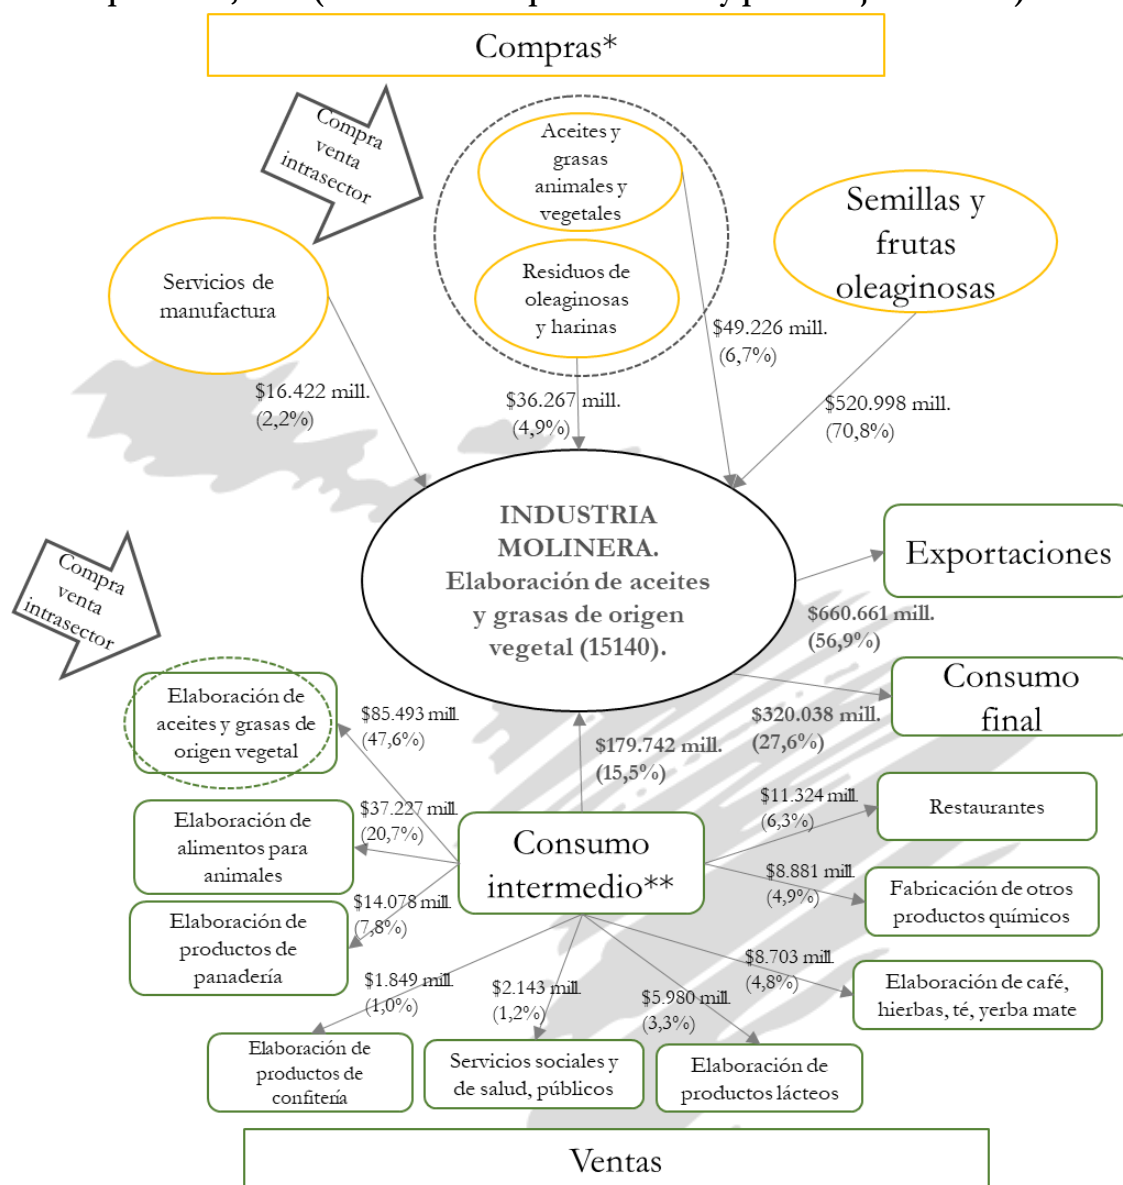 Compras*
Compra
venta
intrasector
Aceites y
grasas
animales y
vegetales
Semillas y
frutas
oleaginosas
Servicios de
manufactura
Residuos de
oleaginosas
y harinas
$49.226 mill.
(6,7%)
$16.422 mill.
(2,2%)
$36.267 mill.
(4,9%)
$520.998 mill.
(70,8%)
INDUSTRIA
MOLINERA.
Elaboración de aceites
y grasas de origen
vegetal (15140).
Exportaciones
$660.661 mill.
(56,9%)
Compra
venta
intrasector
Consumo
final
$320.038 mill.
(27,6%)
Elaboración de
aceites y grasas de
origen vegetal
$85.493 mill.
(47,6%)
$179.742 mill.
(15,5%)
Elaboración de
alimentos para
animales
$37.227 mill.
(20,7%)
Consumo
intermedio**
$11.324 mill.
(6,3%)
Restaurantes
$8.881 mill.
(4,9%)
Fabricación de otros
productos químicos
Elaboración de
productos de
panadería
$14.078 mill.
(7,8%)
$8.703 mill.
(4,8%)
Elaboración de café,
hierbas, té, yerba mate
$1.849 mill.
(1,0%)
$2.143 mill.
(1,2%)
$5.980 mill.
(3,3%)
Elaboración de
productos de
confitería
Servicios sociales y
de salud, públicos
Elaboración de
productos lácteos
Ventas